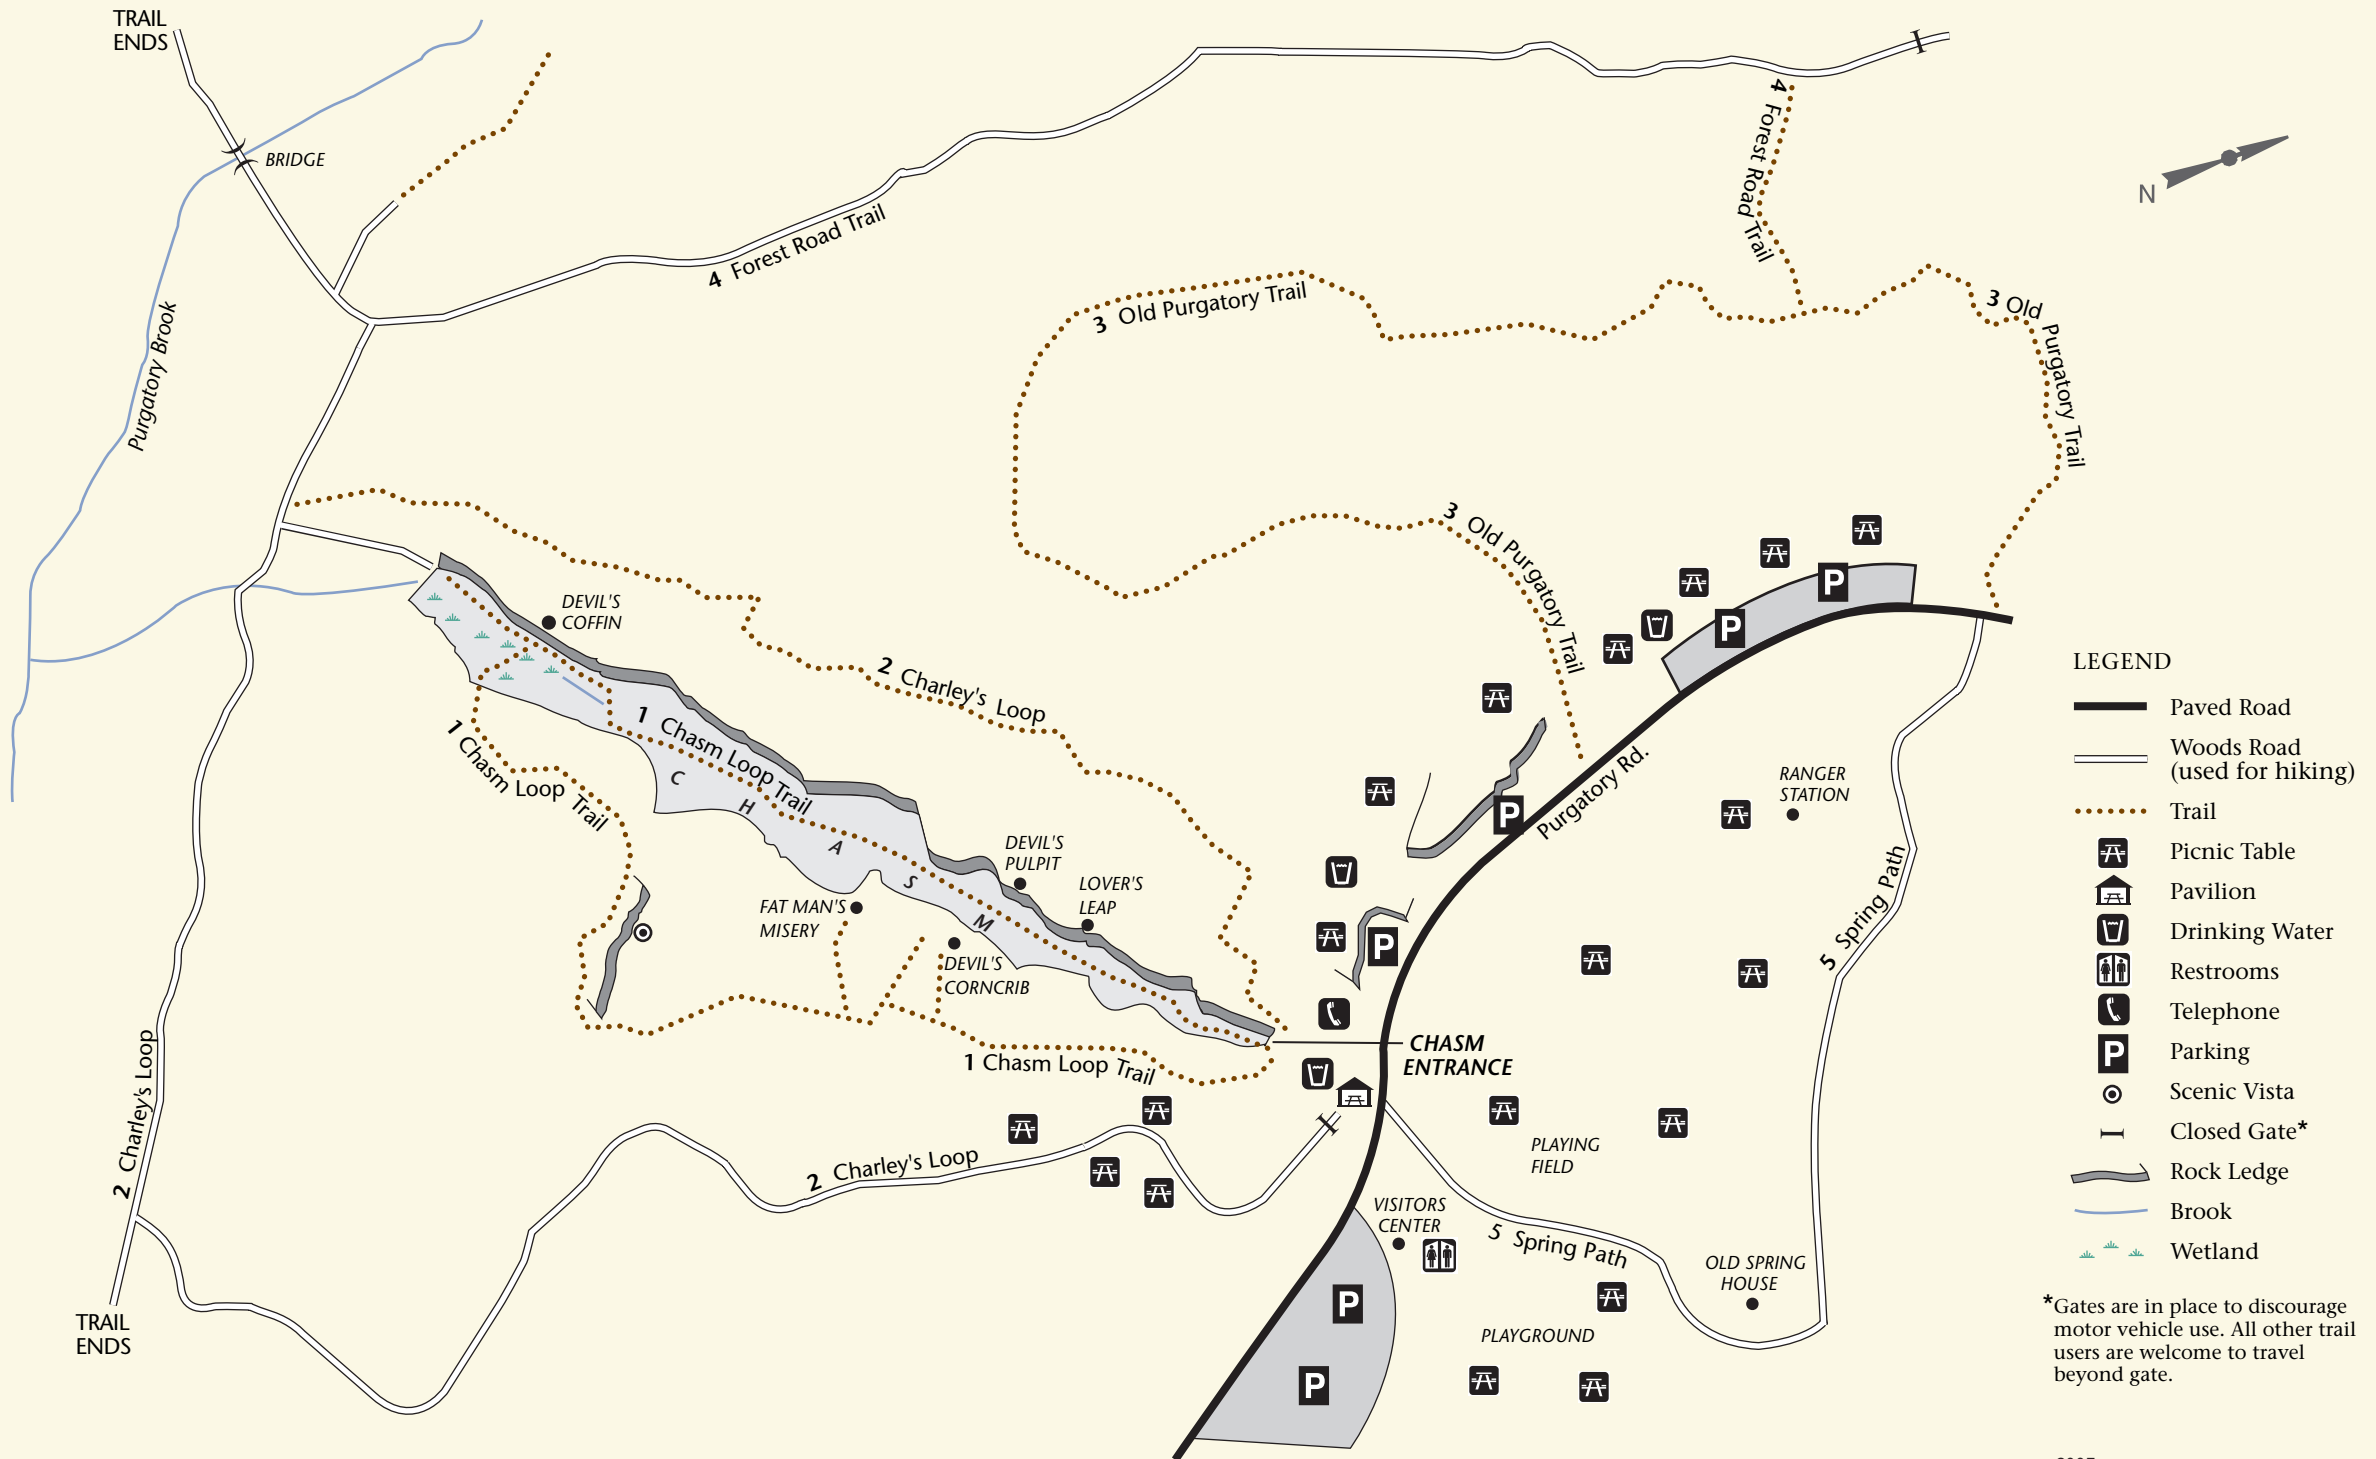 TRAIL
ENDS
BRIDGE
Purgatory Brook
4 Forest Road Trail
4 Forest Road Trail
N
3 Old Purgatory Trail
3 Old Purgatory Trail
3 Old Purgatory Trail
DEVIL'S
COFFIN
2 Charley's Loop
1 Chasm Loop Trail
1 Chasm Loop Trail
CHASM
DEVIL'S
PULPIT
LOVER'S
LEAP
FAT MAN'S
MISERY
DEVIL'S
CORNCRIB
1 Chasm Loop Trail
CHASM
ENTRANCE
P
P
P
P
Purgatory Rd.
RANGER
STATION
5 Spring Path
2 Charley's Loop
2 Charley's Loop
PLAYING
FIELD
VISITORS
CENTER
5 Spring Path
OLD SPRING
HOUSE
PLAYGROUND
P
P
TRAIL
ENDS
LEGEND
Paved Road
Woods Road
(used for hiking)
Trail
Picnic Table
Pavilion
Drinking Water
Restrooms
Telephone
P Parking
Scenic Vista
Closed Gate*
Rock Ledge
Brook
Wetland
*Gates are in place to discourage
motor vehicle use. All other trail
users are welcome to travel
beyond gate.